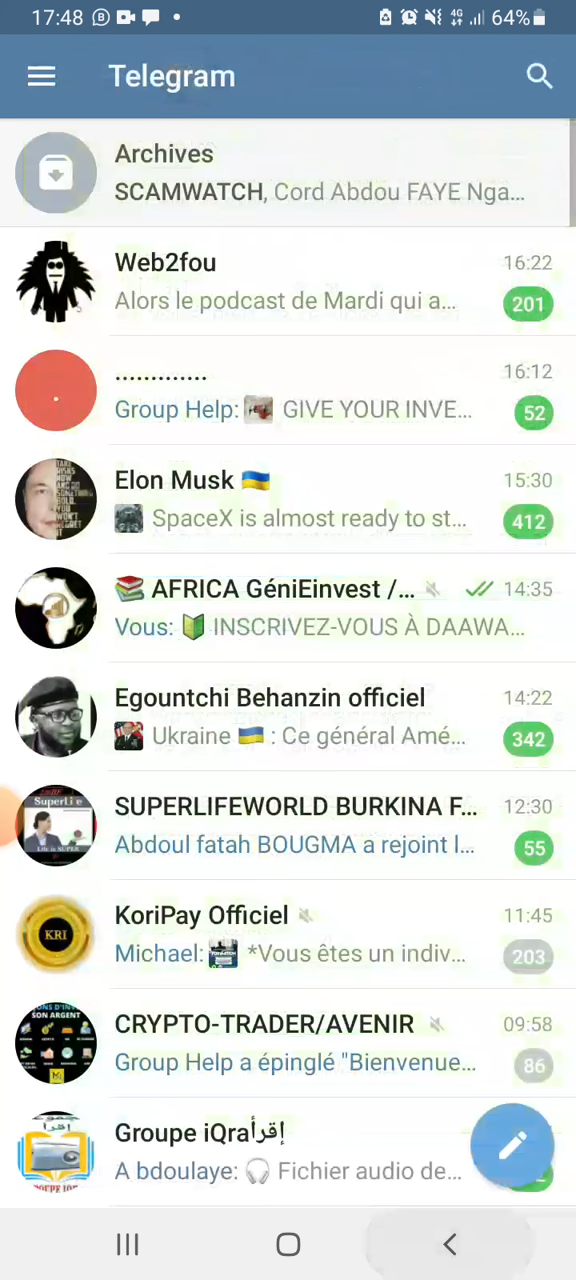 17:48 64%
Telegram
Archives
SCAMWATCH, Cord Abdou FAYE Nga...
Web2fou 16:22
Alors le podcast de Mardi qui a... 201
............. 16:12
Group Help: GIVE YOUR INVE... 52
Elon Musk 🇺🇦 15:30
SpaceX is almost ready to st... 412
📚 AFRICA GéniEinvest /... 14:35
Vous: 🔰 INSCRIVEZ-VOUS À DAAWA...
Egountchi Behanzin officiel 14:22
Ukraine 🇺🇦 : Ce général Amé... 342
SUPERLIFEWORLD BURKINA F... 12:30
Abdoul fatah BOUGMA a rejoint l... 55
KoriPay Officiel 11:45
KRI
Michael: *Vous êtes un indiv... 203
CRYPTO-TRADER/AVENIR 09:58
SON ARGENT
Group Help a épinglé "Bienvenue... 86
Groupe iQraإقرأ
A bdoulaye: 🎧 Fichier audio de...